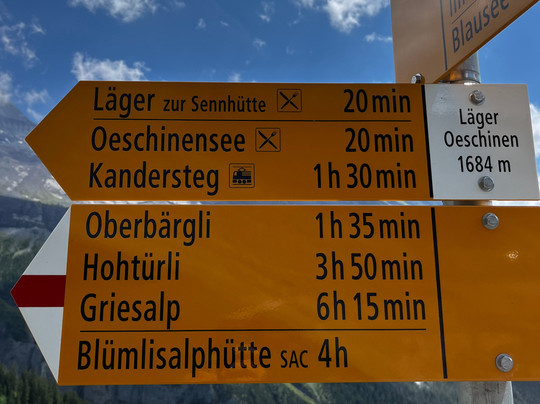 Blausee
Läger zur Sennhütte 20 min
Oeschinensee 20 min
Kandersteg 1 h 30 min
Läger
Oeschinen
1684 m
Oberbärgli 1 h 35 min
Hohtürli 3 h 50 min
Griesalp 6 h 15 min
Blümlisalphütte SAC 4 h